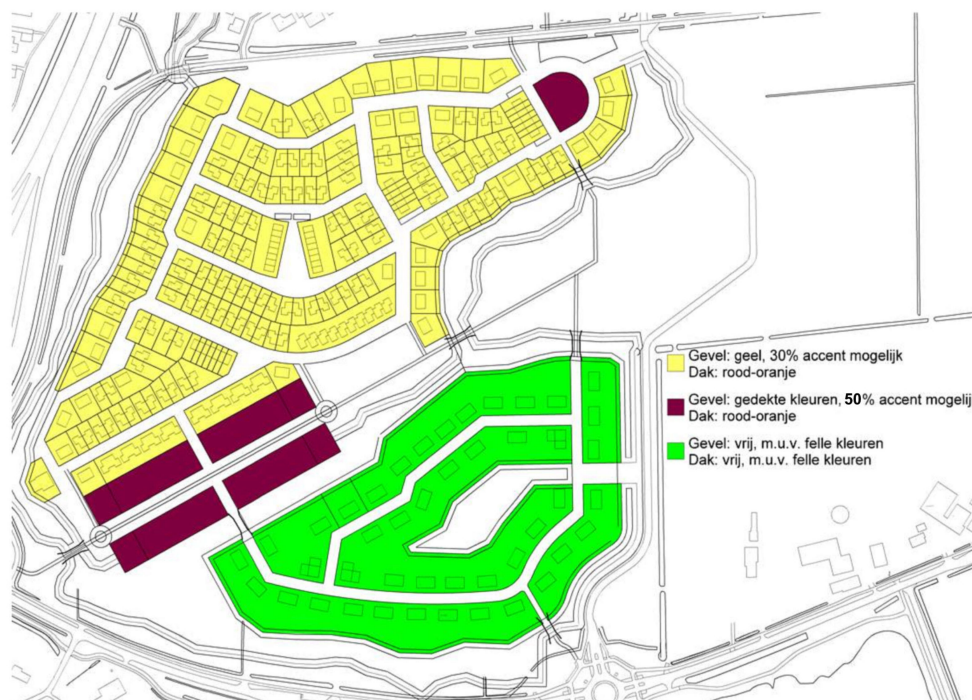 Gevel: geel, 30% accent mogelijk
Dak: rood-oranje
Gevel: gedekte kleuren, 50% accent mogelij
Dak: rood-oranje
Gevel: vrij, m.u.v. felle kleuren
Dak: vrij, m.u.v. felle kleuren